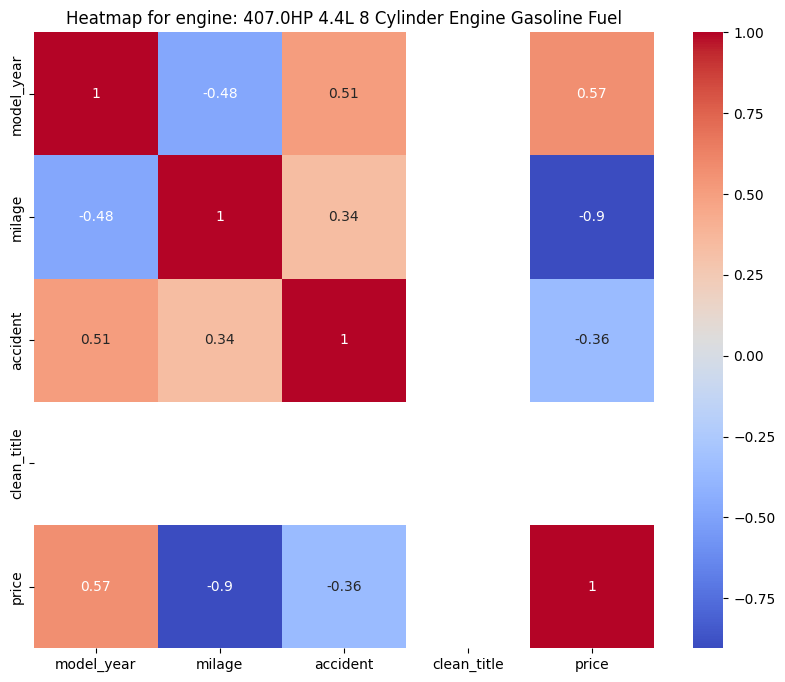 Heatmap for engine: 407.0HP 4.4L 8 Cylinder Engine Gasoline Fuel
model_year 1 -0.48 0.51 0.57
milage -0.48 1 0.34 -0.9
accident 0.51 0.34 1 -0.36
clean_title
price 0.57 -0.9 -0.36 1
model_year milage accident clean_title price
1.00
0.75
0.50
0.25
0.00
−0.25
−0.50
−0.75